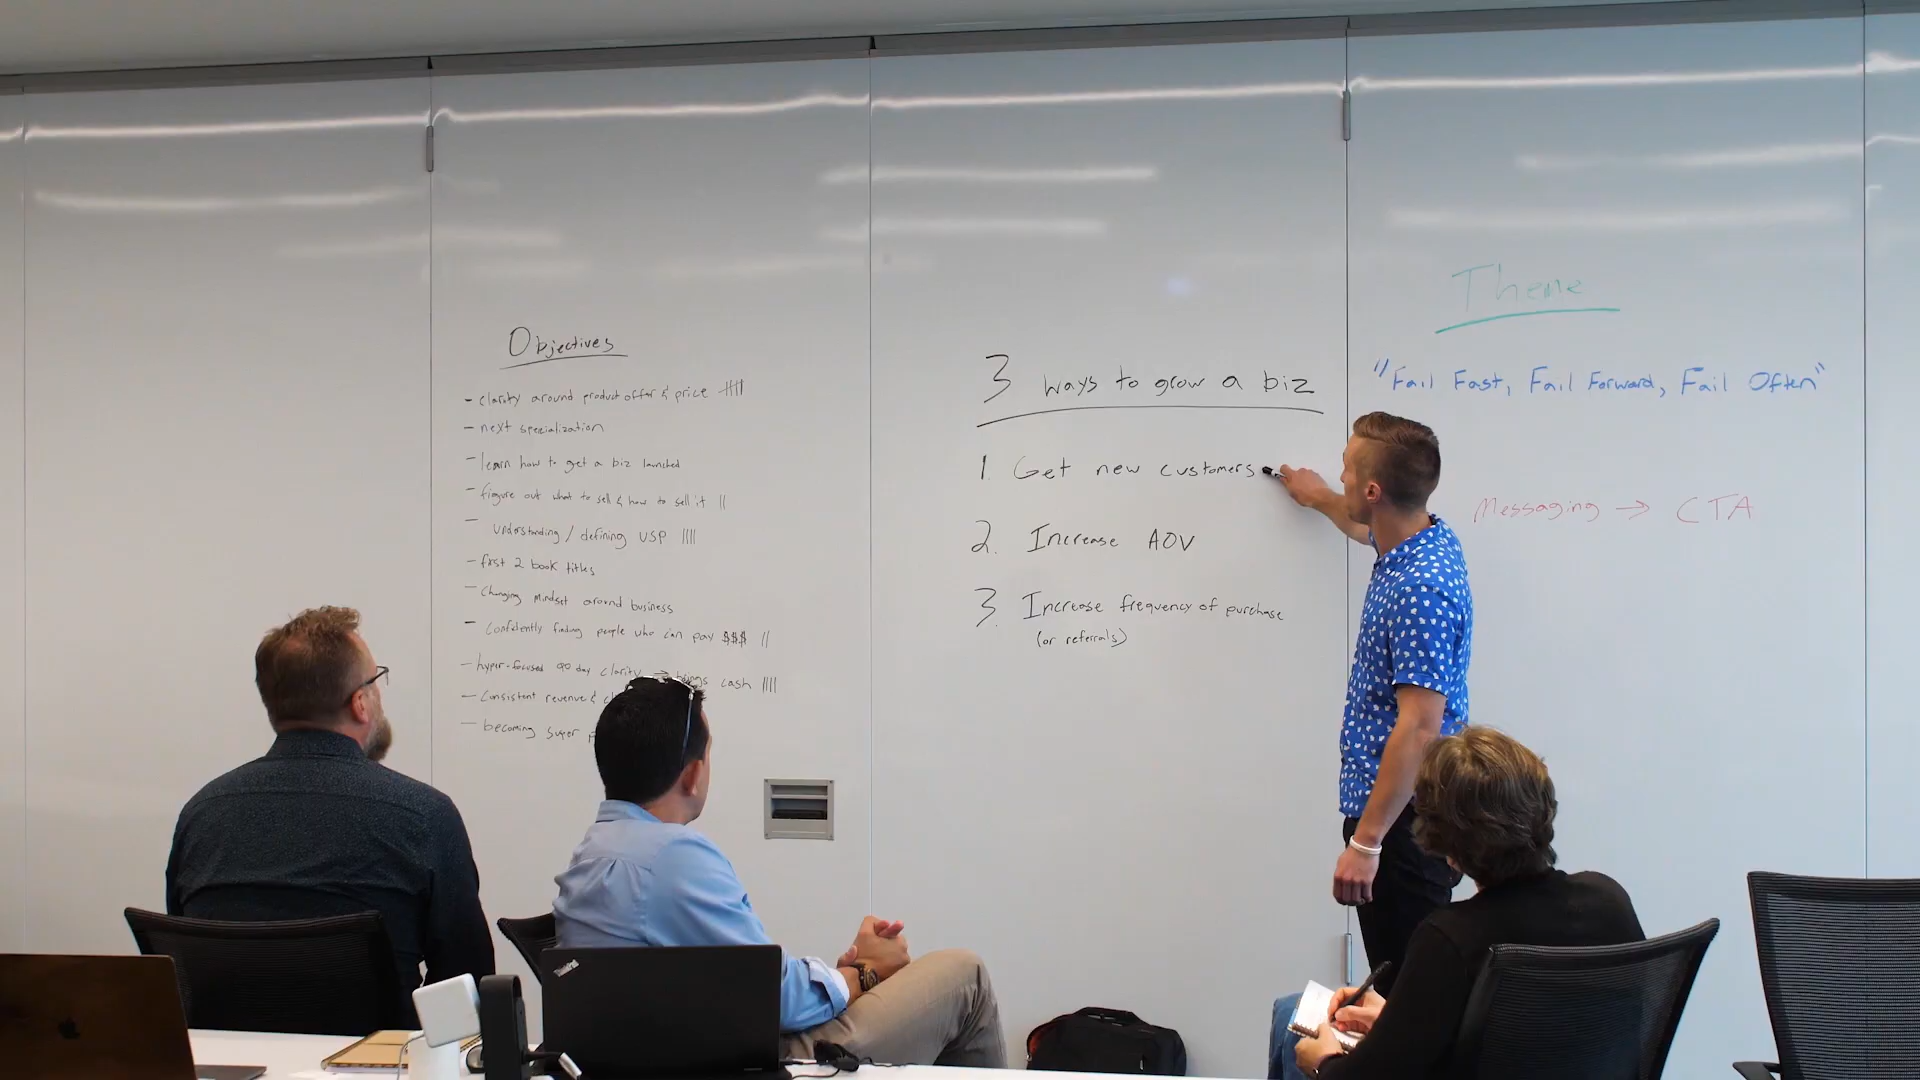 Objectives
- clarity around product offer & price
- next specialization
- learn how to get a biz launched
- figure out what to sell & how to sell it ||
- understanding / defining USP ||||
- first 2 book titles
- Changing mindset around business
- Confidently finding people who can pay $$$ ||
- hyper-focused 90 day clarity → brings cash ||||
- Consistent revenue &
- becoming super
3 ways to grow a biz
1. Get new customers
2. Increase AOV
3. Increase frequency of purchase
(or referrals)
Theme
"Fail Fast, Fail Forward, Fail Often"
Messaging → CTA
ThinkPad